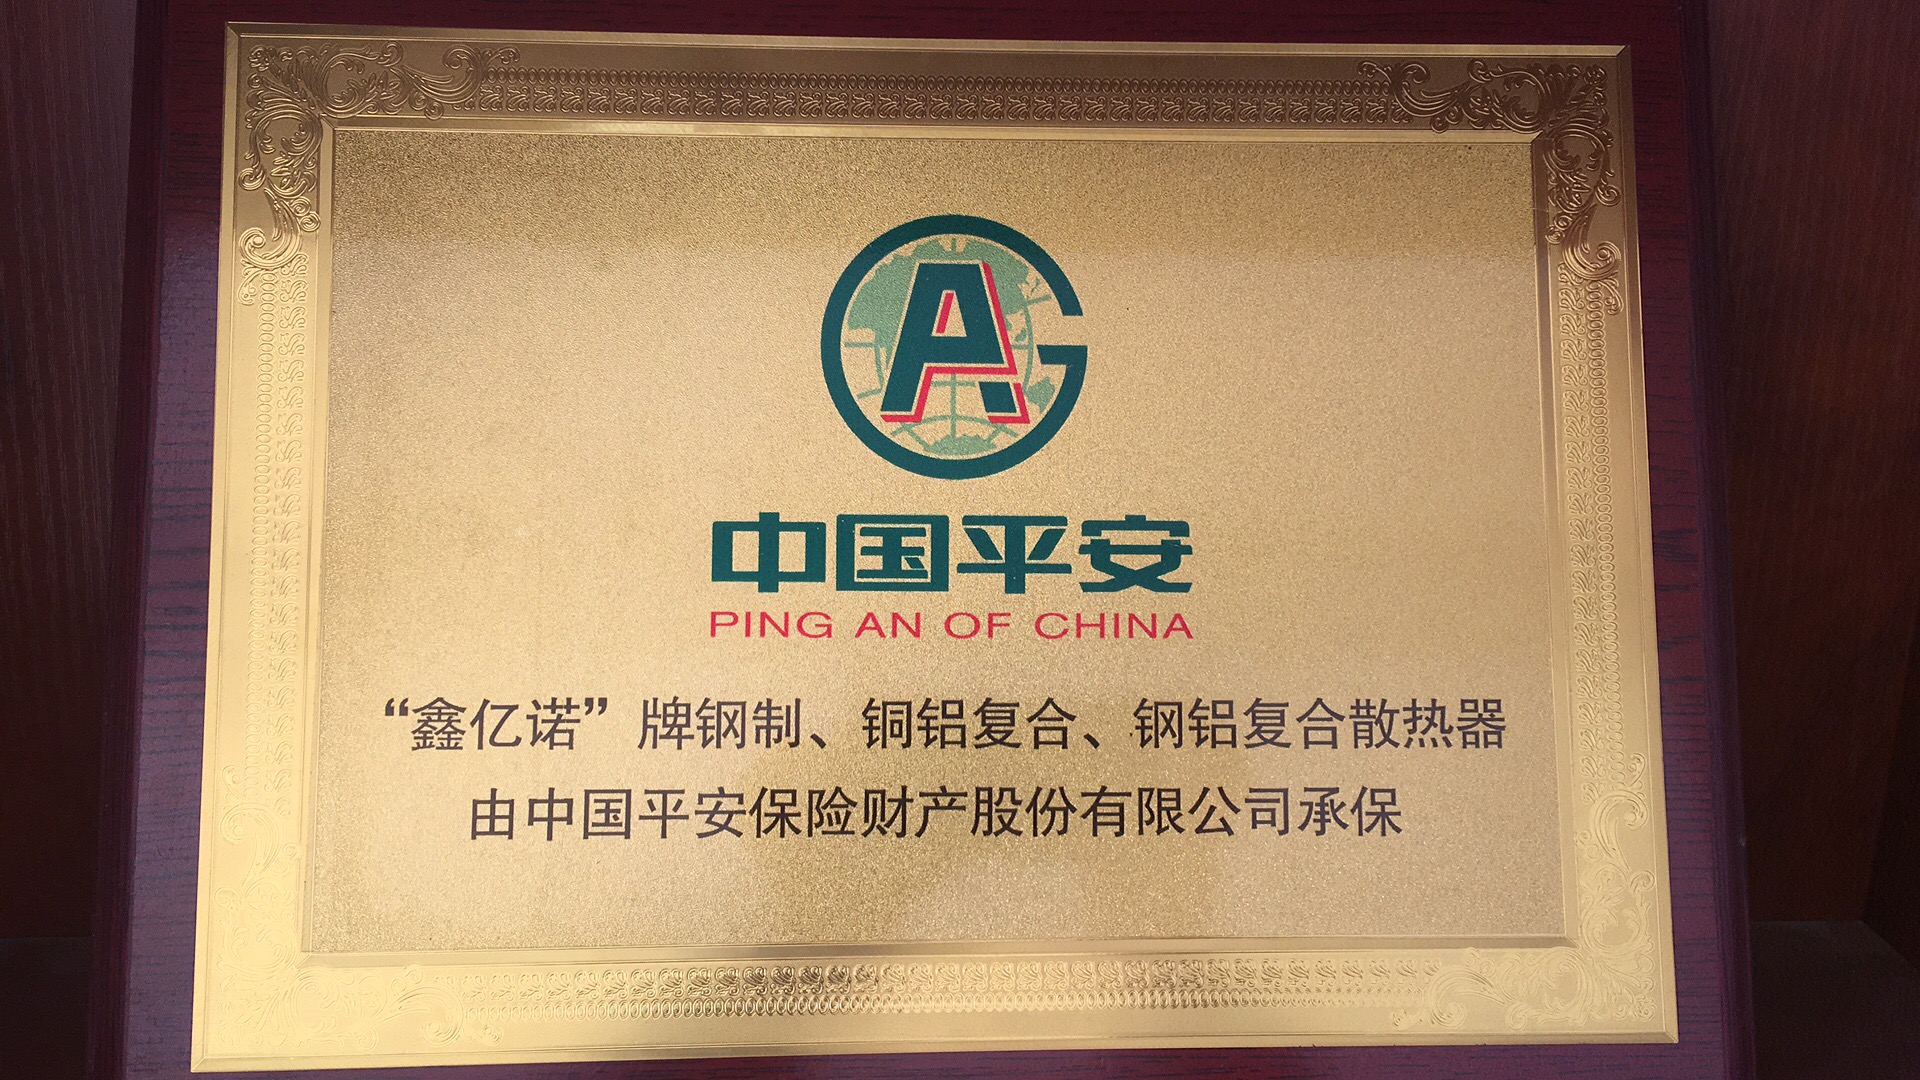 中国平安
PING AN OF CHINA
“鑫亿诺”牌钢制、铜铝复合、钢铝复合散热器
由中国平安保险财产股份有限公司承保